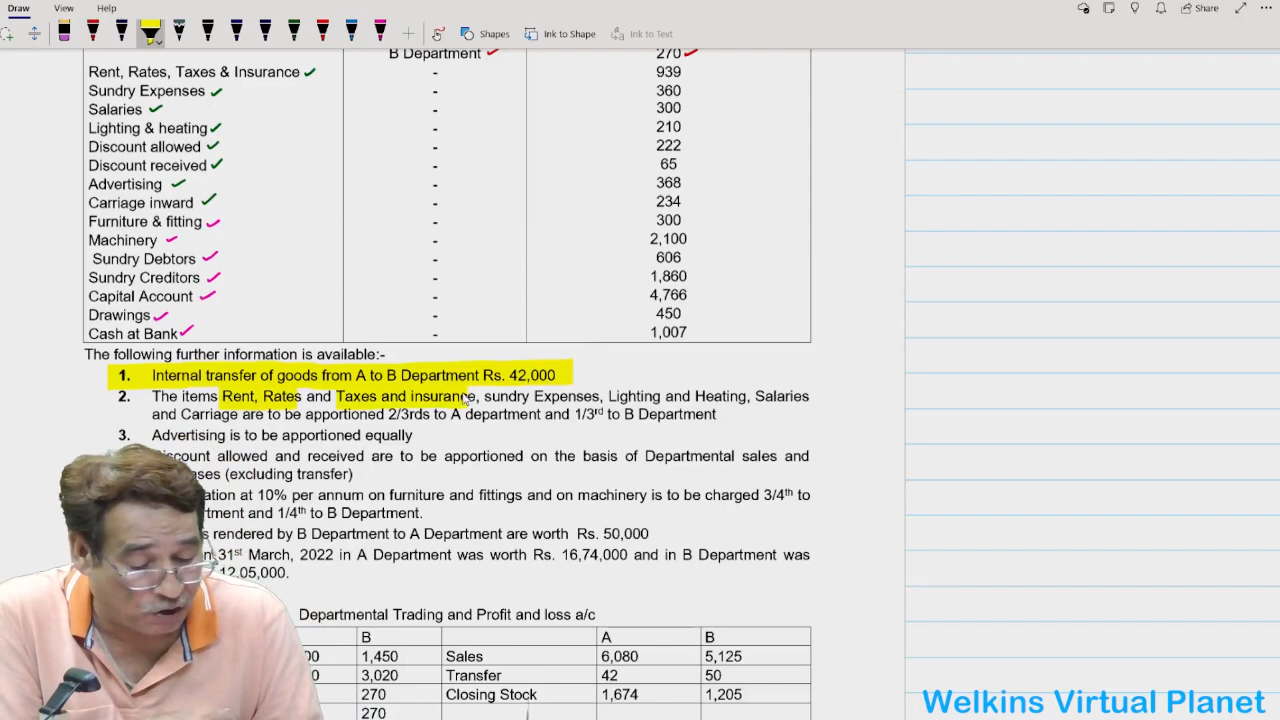 Draw View Help Share
Shapes Ink to Shape Ink to Text
B Department 270
Rent, Rates, Taxes & Insurance - 939
Sundry Expenses - 360
Salaries - 300
Lighting & heating - 210
Discount allowed - 222
Discount received - 65
Advertising - 368
Carriage inward - 234
Furniture & fitting - 300
Machinery - 2,100
Sundry Debtors - 606
Sundry Creditors - 1,860
Capital Account - 4,766
Drawings - 450
Cash at Bank - 1,007
The following further information is available:-
1. Internal transfer of goods from A to B Department Rs. 42,000
2. The items Rent, Rates and Taxes and insurance, sundry Expenses, Lighting and Heating, Salaries
and Carriage are to be apportioned 2/3rds to A department and 1/3rd to B Department
3. Advertising is to be apportioned equally
allowed and received are to be apportioned on the basis of Departmental sales and
(excluding transfer)
at 10% per annum on furniture and fittings and on machinery is to be charged 3/4th to
and 1/4th to B Department.
rendered by B Department to A Department are worth Rs. 50,000
31st March, 2022 in A Department was worth Rs. 16,74,000 and in B Department was
12,05,000.
Departmental Trading and Profit and loss a/c
B A B
1,450 Sales 6,080 5,125
3,020 Transfer 42 50
270 Closing Stock 1,674 1,205
270
Welkins Virtual Planet